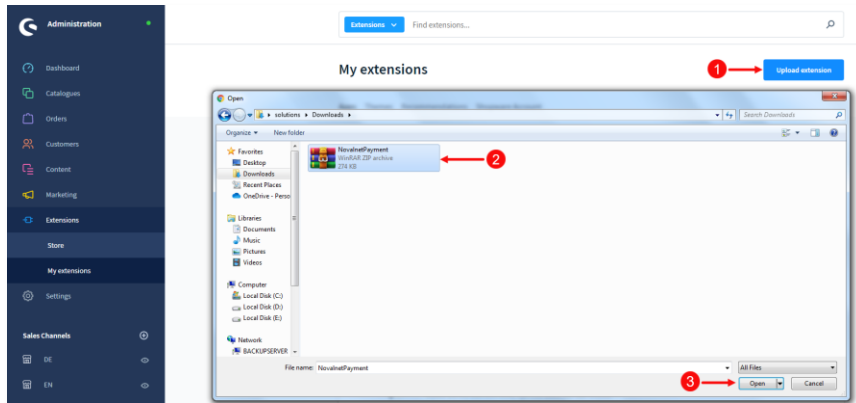 Administration
Dashboard
Catalogues
Orders
Customers
Content
Marketing
Extensions
Store
My extensions
Settings
Sales Channels
DE
EN
Extensions
Find extensions...
My extensions
1
Upload extension
Open
solutions
Downloads
Search Downloads
Organize
New folder
Favorites
Desktop
Downloads
Recent Places
OneDrive - Perso
Libraries
Documents
Music
Pictures
Videos
Computer
Local Disk (C:)
Local Disk (D:)
Local Disk (E:)
Network
BACKUPSERVER
NovalnetPayment
WinRAR ZIP archive
274 KB
2
File name:
NovalnetPayment
All Files
3
Open
Cancel